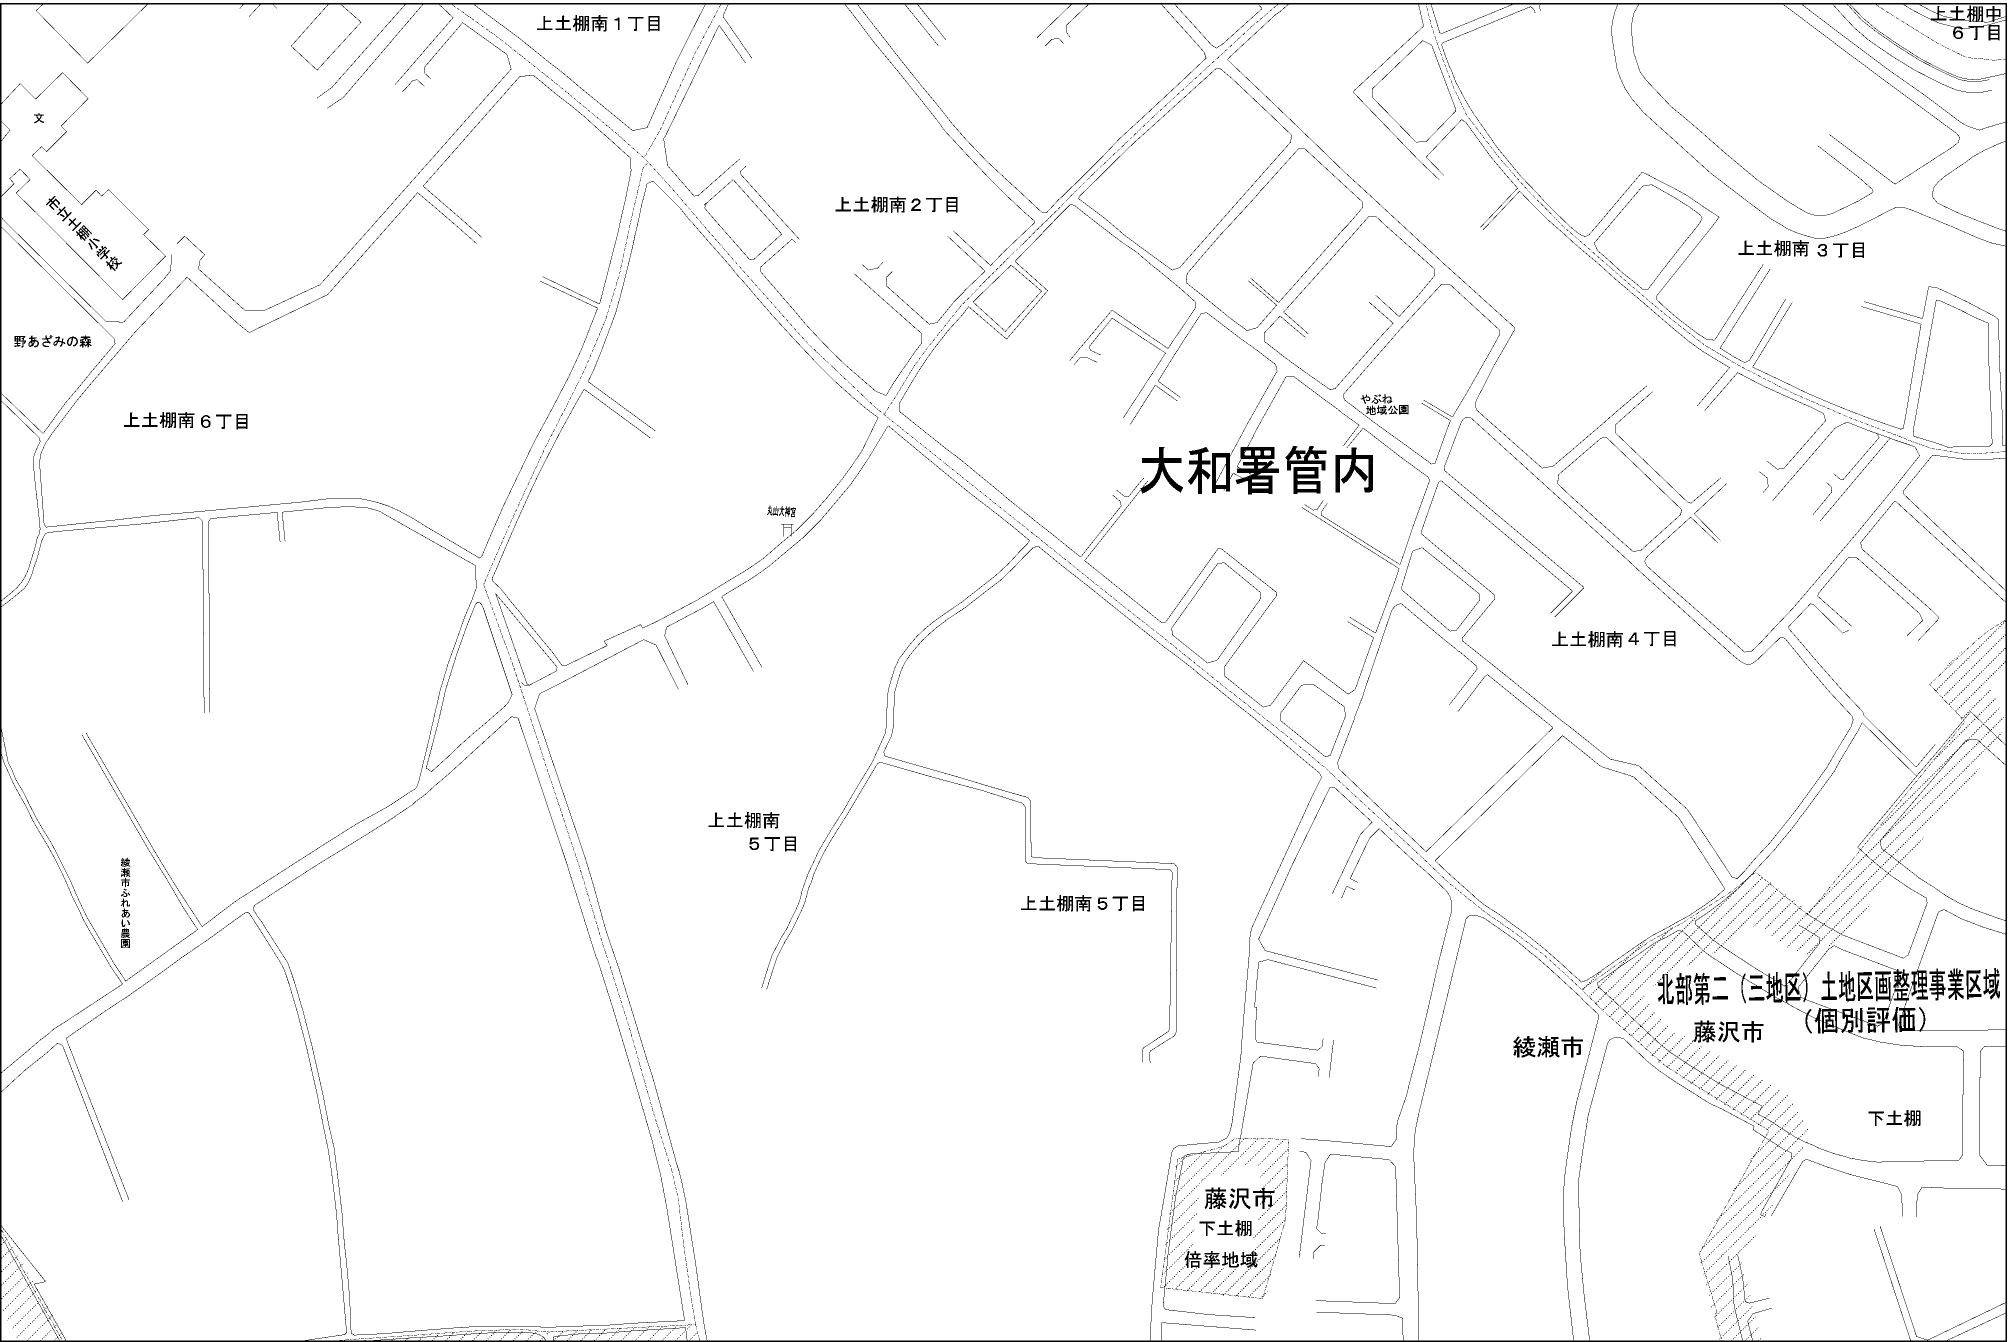 上土棚南１丁目
上土棚中
６丁目
文
市立土棚小学校
上土棚南２丁目
上土棚南３丁目
野あざみの森
上土棚南６丁目
やぶね
地域公園
大和署管内
丸山大神宮
上土棚南４丁目
上土棚南
５丁目
綾瀬市ふれあい農園
上土棚南５丁目
北部第二（三地区）土地区画整理事業区域
（個別評価）
藤沢市
綾瀬市
下土棚
藤沢市
下土棚
倍率地域